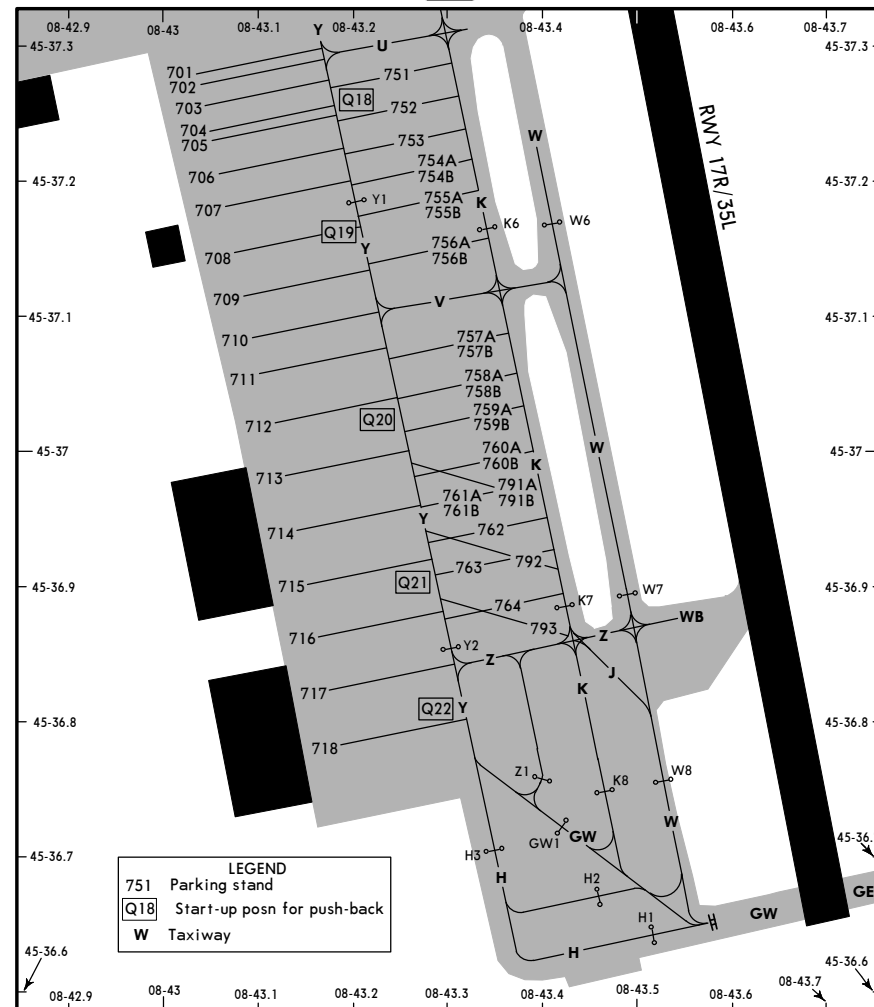 08-42.9 08-43 08-43.1 08-43.2 08-43.4 08-43.5 08-43.6 08-43.7
Y
U
45-37.3 45-37.3
701
702
703
704
705
706
707
708
709
710
711
712
713
714
715
716
717
718
751
752
753
754A
754B
755A
755B
756A
756B
757A
757B
758A
758B
759A
759B
760A
760B
791A
791B
761A
761B
762
792
763
764
793
Q18
Q19
Q20
Q21
Q22
Y1
Y
K
K6
W
W6
RWY 17R/35L
V
45-37.2 45-37.2
45-37.1 45-37.1
45-37 45-37
W
K
Y
45-36.9 45-36.9
K7
W7
WB
Y2
Z
Z
J
K
Y
45-36.8 45-36.8
Z1
K8
W8
W
GW1
GW
H3
H
H2
H1
H
H
GW
GE
45-36.7
45-36.
LEGEND
751 Parking stand
Q18 Start-up posn for push-back
W Taxiway
45-36.6 45-36.6
08-42.9 08-43 08-43.1 08-43.2 08-43.3 08-43.4 08-43.5 08-43.6 08-43.7